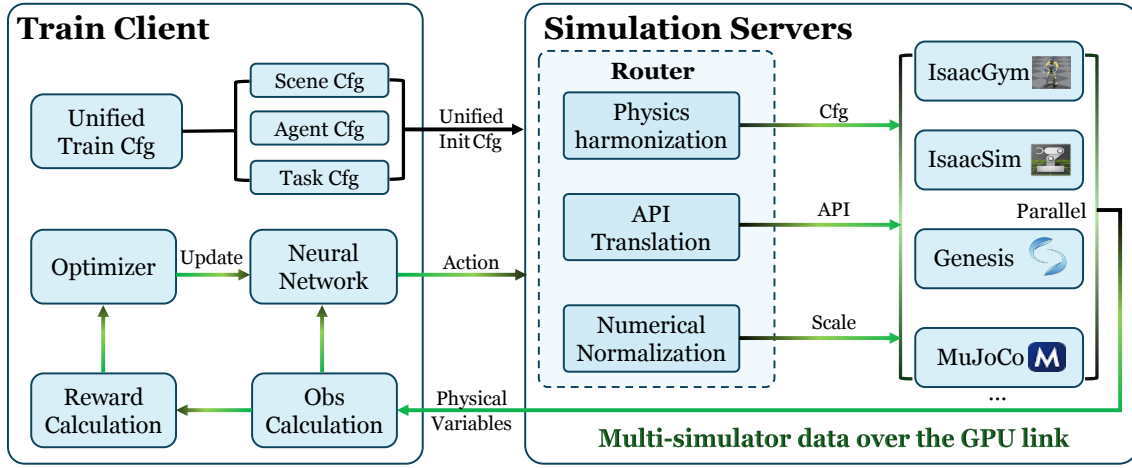 Train Client
Unified
Train Cfg
Scene Cfg
Agent Cfg
Task Cfg
Unified
Init Cfg
Optimizer
Update
Neural
Network
Action
Reward
Calculation
Obs
Calculation
Physical
Variables
Simulation Servers
Router
Physics
harmonization
Cfg
API
Translation
API
Numerical
Normalization
Scale
IsaacGym
IsaacSim
Parallel
Genesis
MuJoCo
M
...
Multi-simulator data over the GPU link